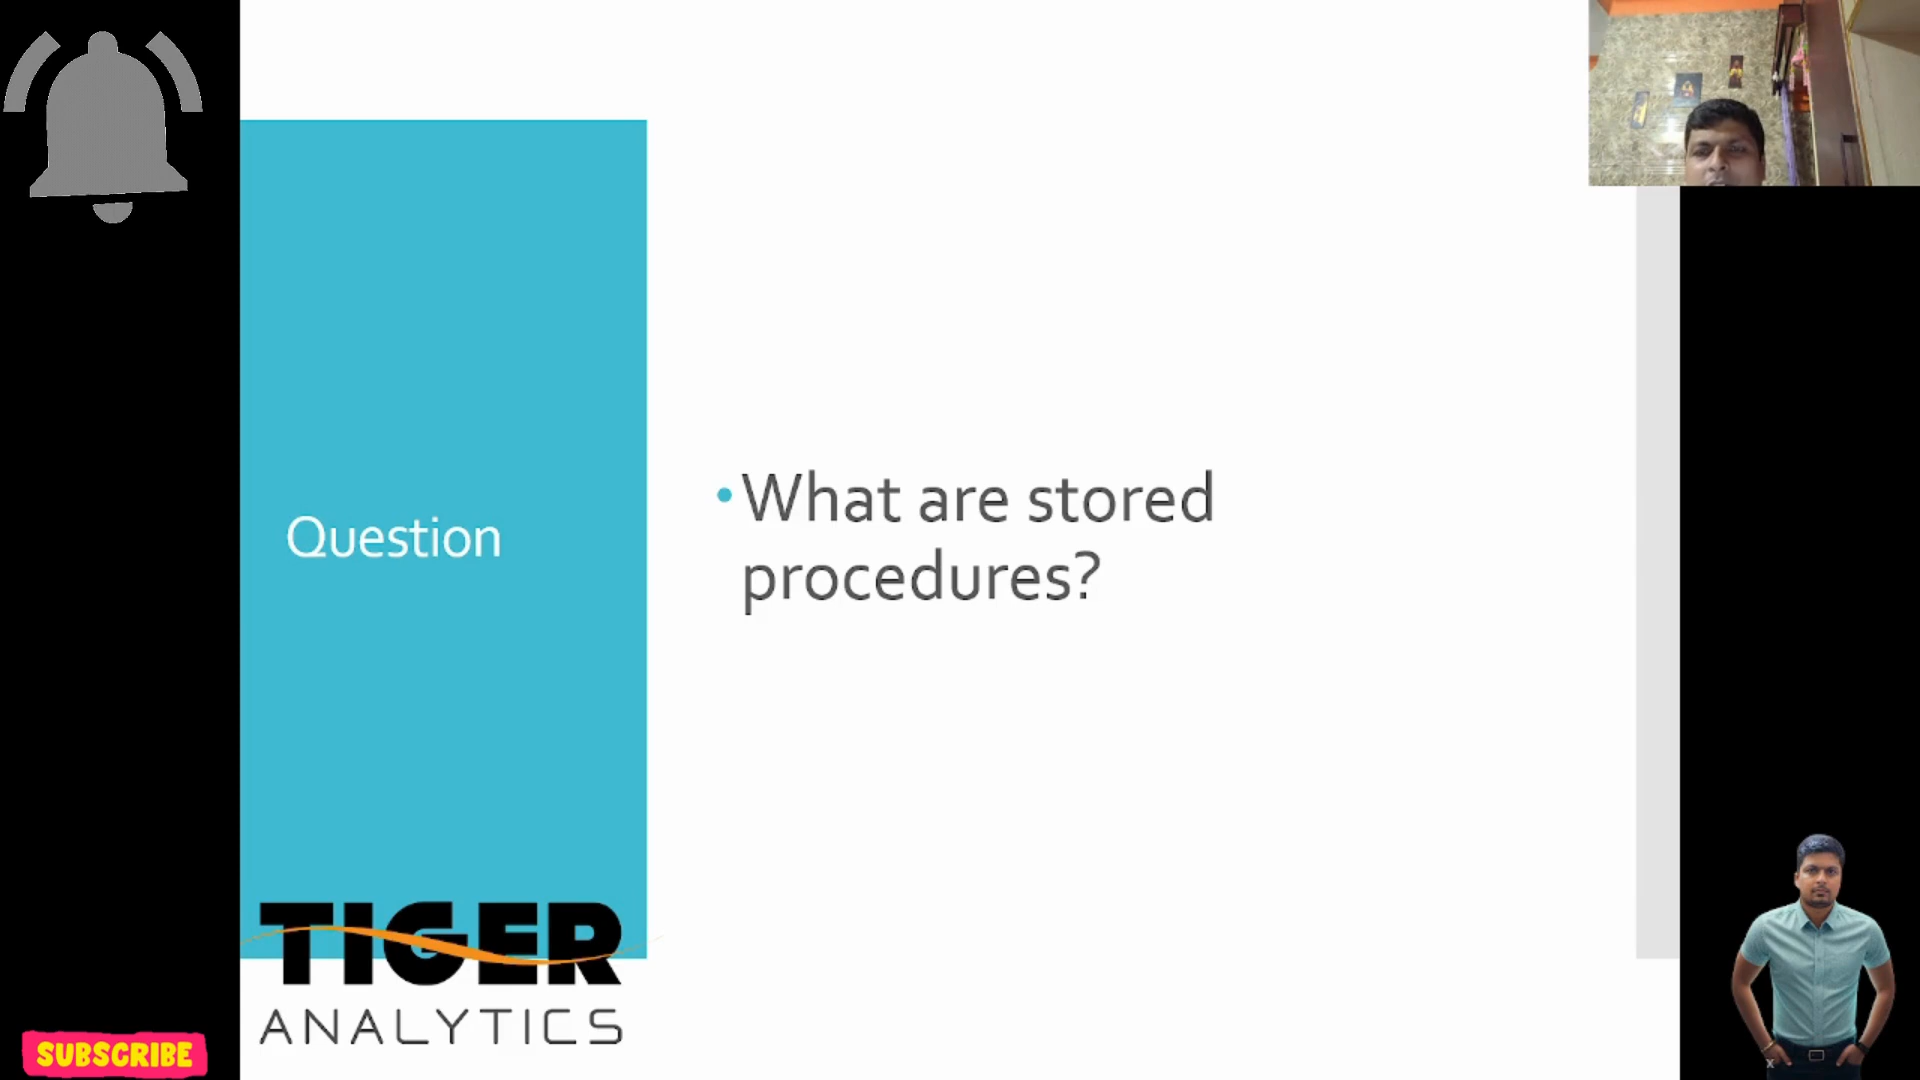 Question
• What are stored
procedures?
TIGER
ANALYTICS
SUBSCRIBE
x